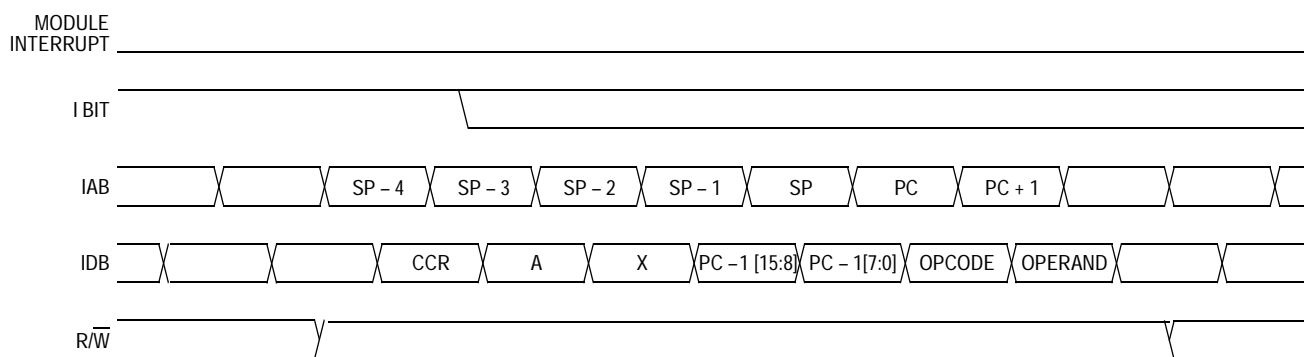 MODULE
INTERRUPT
I BIT
IAB SP – 4 SP – 3 SP – 2 SP – 1 SP PC PC + 1
IDB CCR A X PC –1 [15:8] PC – 1[7:0] OPCODE OPERAND
R/W̅